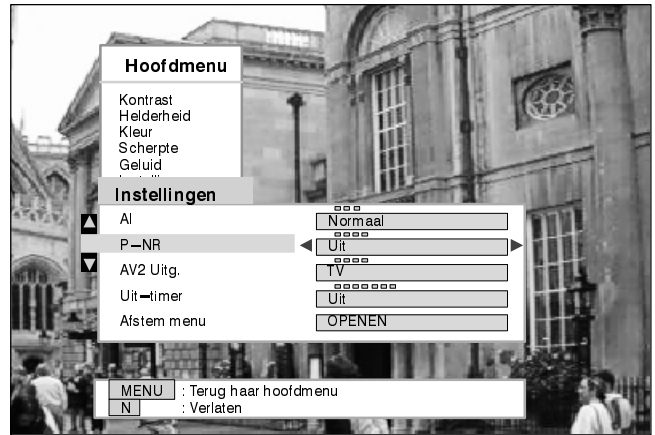 Hoofdmenu
Kontrast
Helderheid
Kleur
Scherpte
Geluid
Instellingen
AI Normaal
P-NR Uit
AV2 Uitg. TV
Uit-timer Uit
Afstem menu OPENEN
MENU : Terug haar hoofdmenu
N : Verlaten